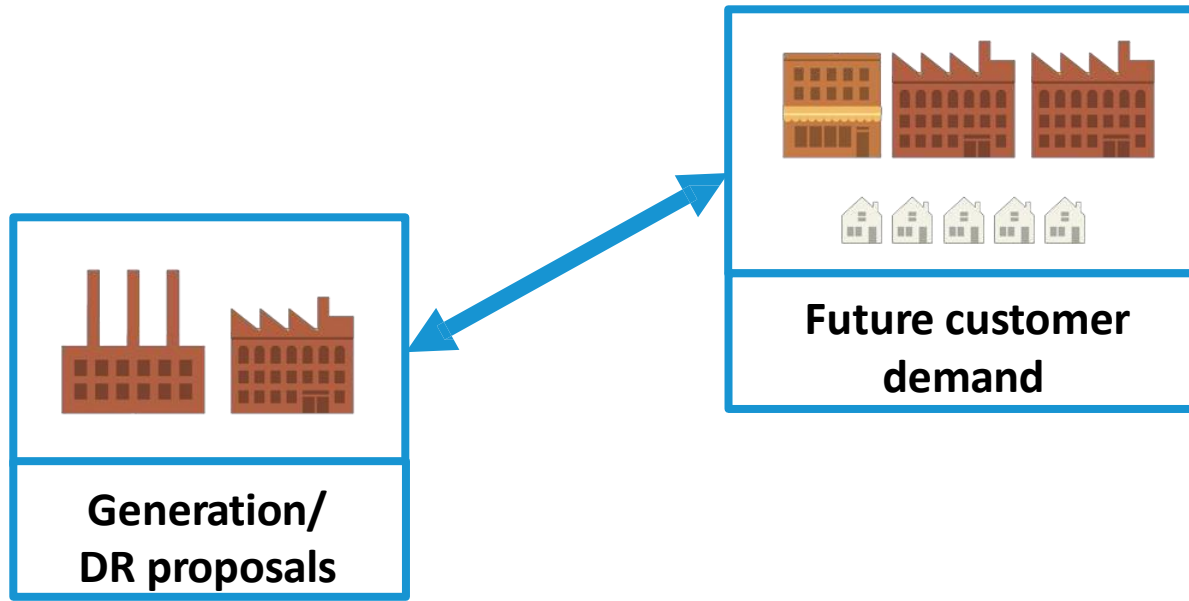 Future customer
demand
Generation/
DR proposals